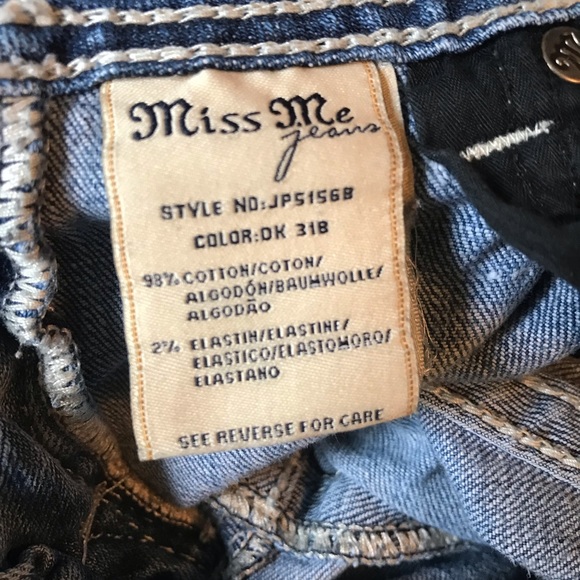 Miss Me
jeans
STYLE NO:JP5156B
COLOR:DK 31B
98% COTTON/COTON/
ALGODÓN/BAUMWOLLE/
ALGODÃO
2% ELASTIN/ELASTINE/
ELASTICO/ELASTOMORO/
ELASTANO
SEE REVERSE FOR CARE